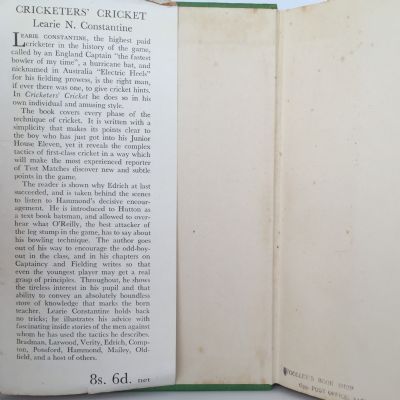 CRICKETERS' CRICKET
Learie N. Constantine
LEARIE CONSTANTINE, the highest paid
cricketer in the history of the game,
called by an England Captain "the fastest
bowler of my time", a hurricane bat, and
nicknamed in Australia "Electric Heels"
for his fielding prowess, is the right man,
if ever there was one, to give cricket hints.
In Cricketers' Cricket he does so in his
own individual and amusing style.
The book covers every phase of the
technique of cricket. It is written with a
simplicity that makes its points clear to
the boy who has just got into his Junior
House Eleven, yet it reveals the complex
tactics of first-class cricket in a way which
will make the most experienced reporter
of Test Matches discover new and subtle
points in the game.
The reader is shown why Edrich at last
succeeded, and is taken behind the scenes
to listen to Hammond's decisive encour-
agement. He is introduced to Hutton as
a text book batsman, and allowed to over-
hear what O'Reilly, the best attacker of
the leg stump in the game, has to say about
his bowling technique. The author goes
out of his way to encourage the odd-boy-
out in the class, and in his chapters on
Captaincy and Fielding writes so that
even the youngest player may get a real
grasp of principles. Throughout, he shows
the tireless interest in his pupil and that
ability to convey an absolutely boundless
store of knowledge that marks the born
teacher. Learie Constantine holds back
no tricks; he illustrates his advice with
fascinating inside stories of the men against
whom he has used the tactics he describes.
Bradman, Larwood, Verity, Edrich, Comp-
ton, Ponsford, Hammond, Mailey, Old-
field, and a host of others.
8s. 6d. net
WOOLLEY'S BOOK SHOP
POST OFFICE